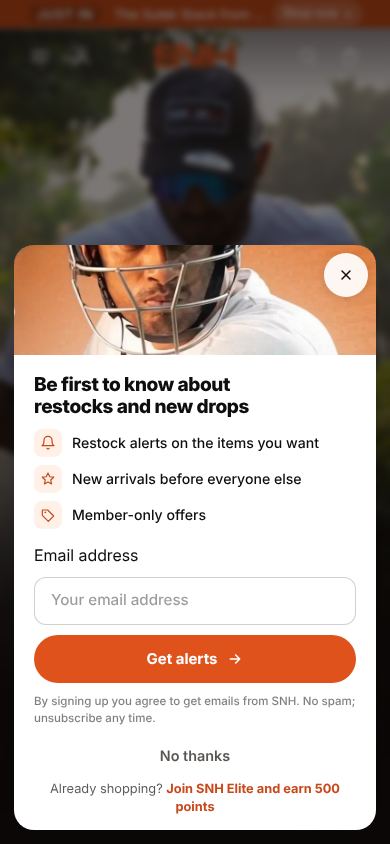 JUST IN
SNH
Be first to know about
restocks and new drops
Restock alerts on the items you want
New arrivals before everyone else
Member-only offers
Email address
Your email address
Get alerts →
By signing up you agree to get emails from SNH. No spam;
unsubscribe any time.
No thanks
Already shopping? Join SNH Elite and earn 500
points